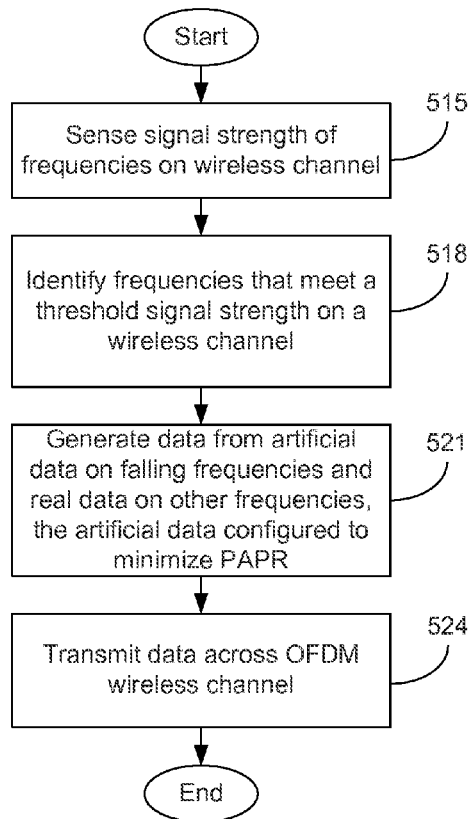 Start
515
Sense signal strength of
frequencies on wireless channel
518
Identify frequencies that meet a
threshold signal strength on a
wireless channel
521
Generate data from artificial
data on falling frequencies and
real data on other frequencies,
the artificial data configured to
minimize PAPR
524
Transmit data across OFDM
wireless channel
End